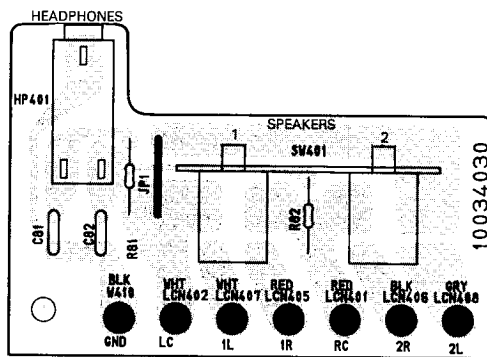 HEADPHONES
HP401
SPEAKERS
1
2
SW401
JP1
R81
R82
C81
C82
10034030
BLK WHT WHT RED RED BLK GRY
W410 LCN402 LCN407 LCN405 LCN401 LCN406 LCN408
GND LC 1L 1R RC 2R 2L